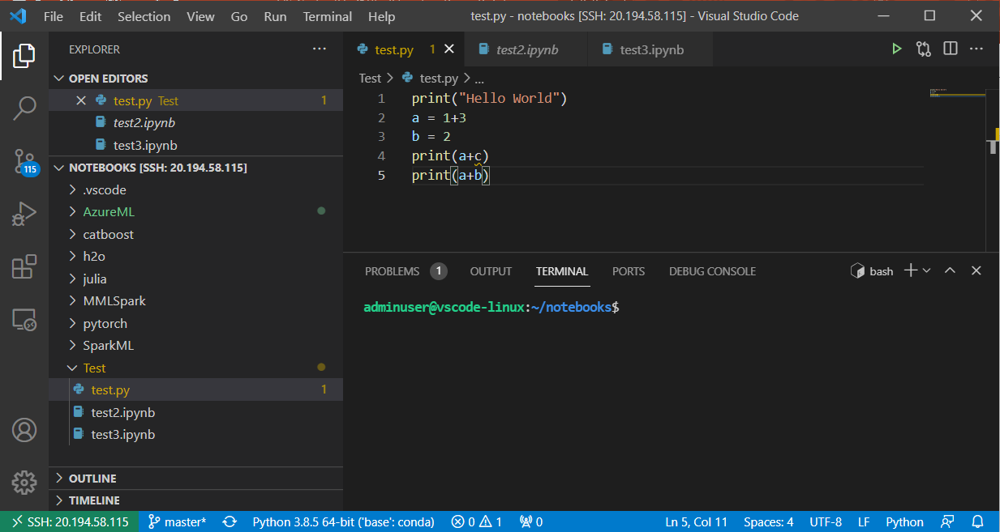 File Edit Selection View Go Run Terminal Help test.py - notebooks [SSH: 20.194.58.115] - Visual Studio Code
EXPLORER
OPEN EDITORS
test.py Test 1
test2.ipynb
test3.ipynb
115
NOTEBOOKS [SSH: 20.194.58.115]
.vscode
AzureML
catboost
h2o
julia
MMLSpark
pytorch
SparkML
Test
test.py 1
test2.ipynb
test3.ipynb
OUTLINE
TIMELINE
test.py 1 test2.ipynb test3.ipynb
Test > test.py > ...
1 print("Hello World")
2 a = 1+3
3 b = 2
4 print(a+c)
5 print(a+b)
PROBLEMS 1 OUTPUT TERMINAL PORTS DEBUG CONSOLE bash
adminuser@vscode-linux:~/notebooks$
SSH: 20.194.58.115 master* Python 3.8.5 64-bit ('base': conda) 0 1 0 Ln 5, Col 11 Spaces: 4 UTF-8 LF Python